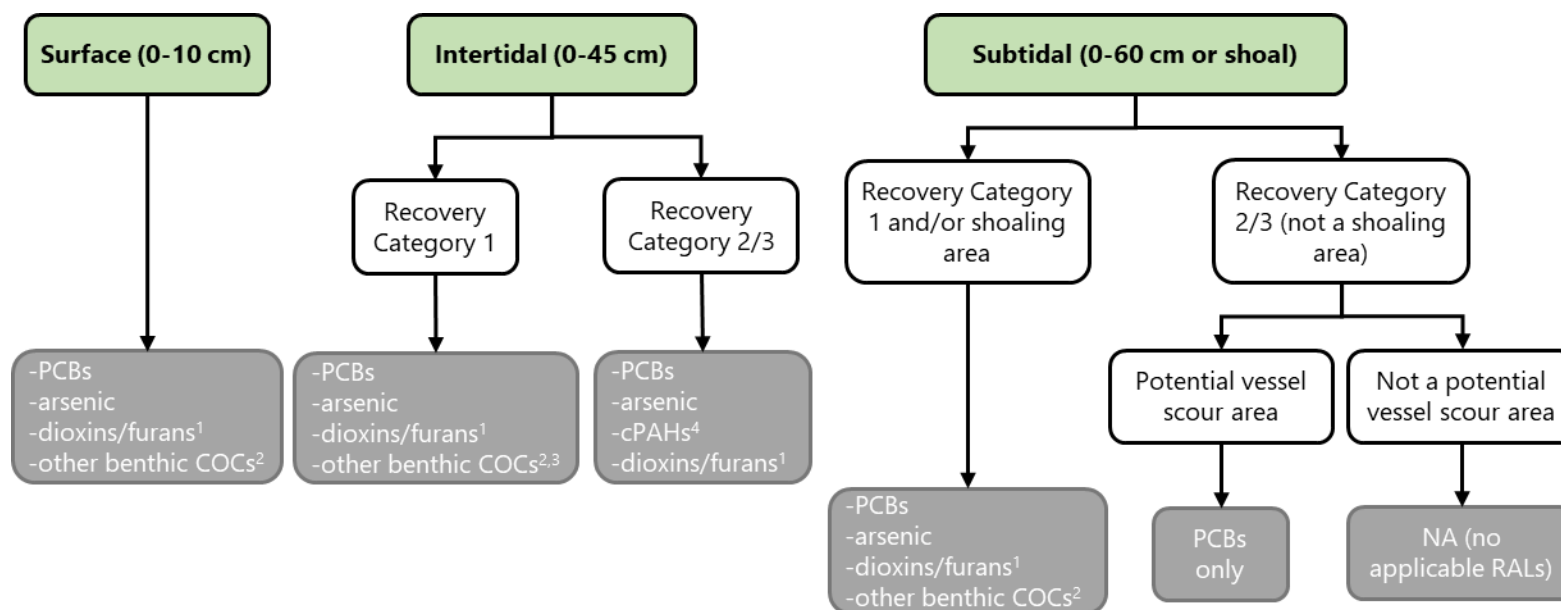 Surface (0-10 cm)
Intertidal (0-45 cm)
Subtidal (0-60 cm or shoal)
Recovery
Category 1
Recovery
Category 2/3
Recovery Category
1 and/or shoaling
area
Recovery Category
2/3 (not a shoaling
area)
-PCBs
-arsenic
-dioxins/furans¹
-other benthic COCs²
-PCBs
-arsenic
-dioxins/furans¹
-other benthic COCs²,³
-PCBs
-arsenic
-cPAHs⁴
-dioxins/furans¹
Potential vessel
scour area
Not a potential
vessel scour area
-PCBs
-arsenic
-dioxins/furans¹
-other benthic COCs²
PCBs
only
NA (no
applicable RALs)